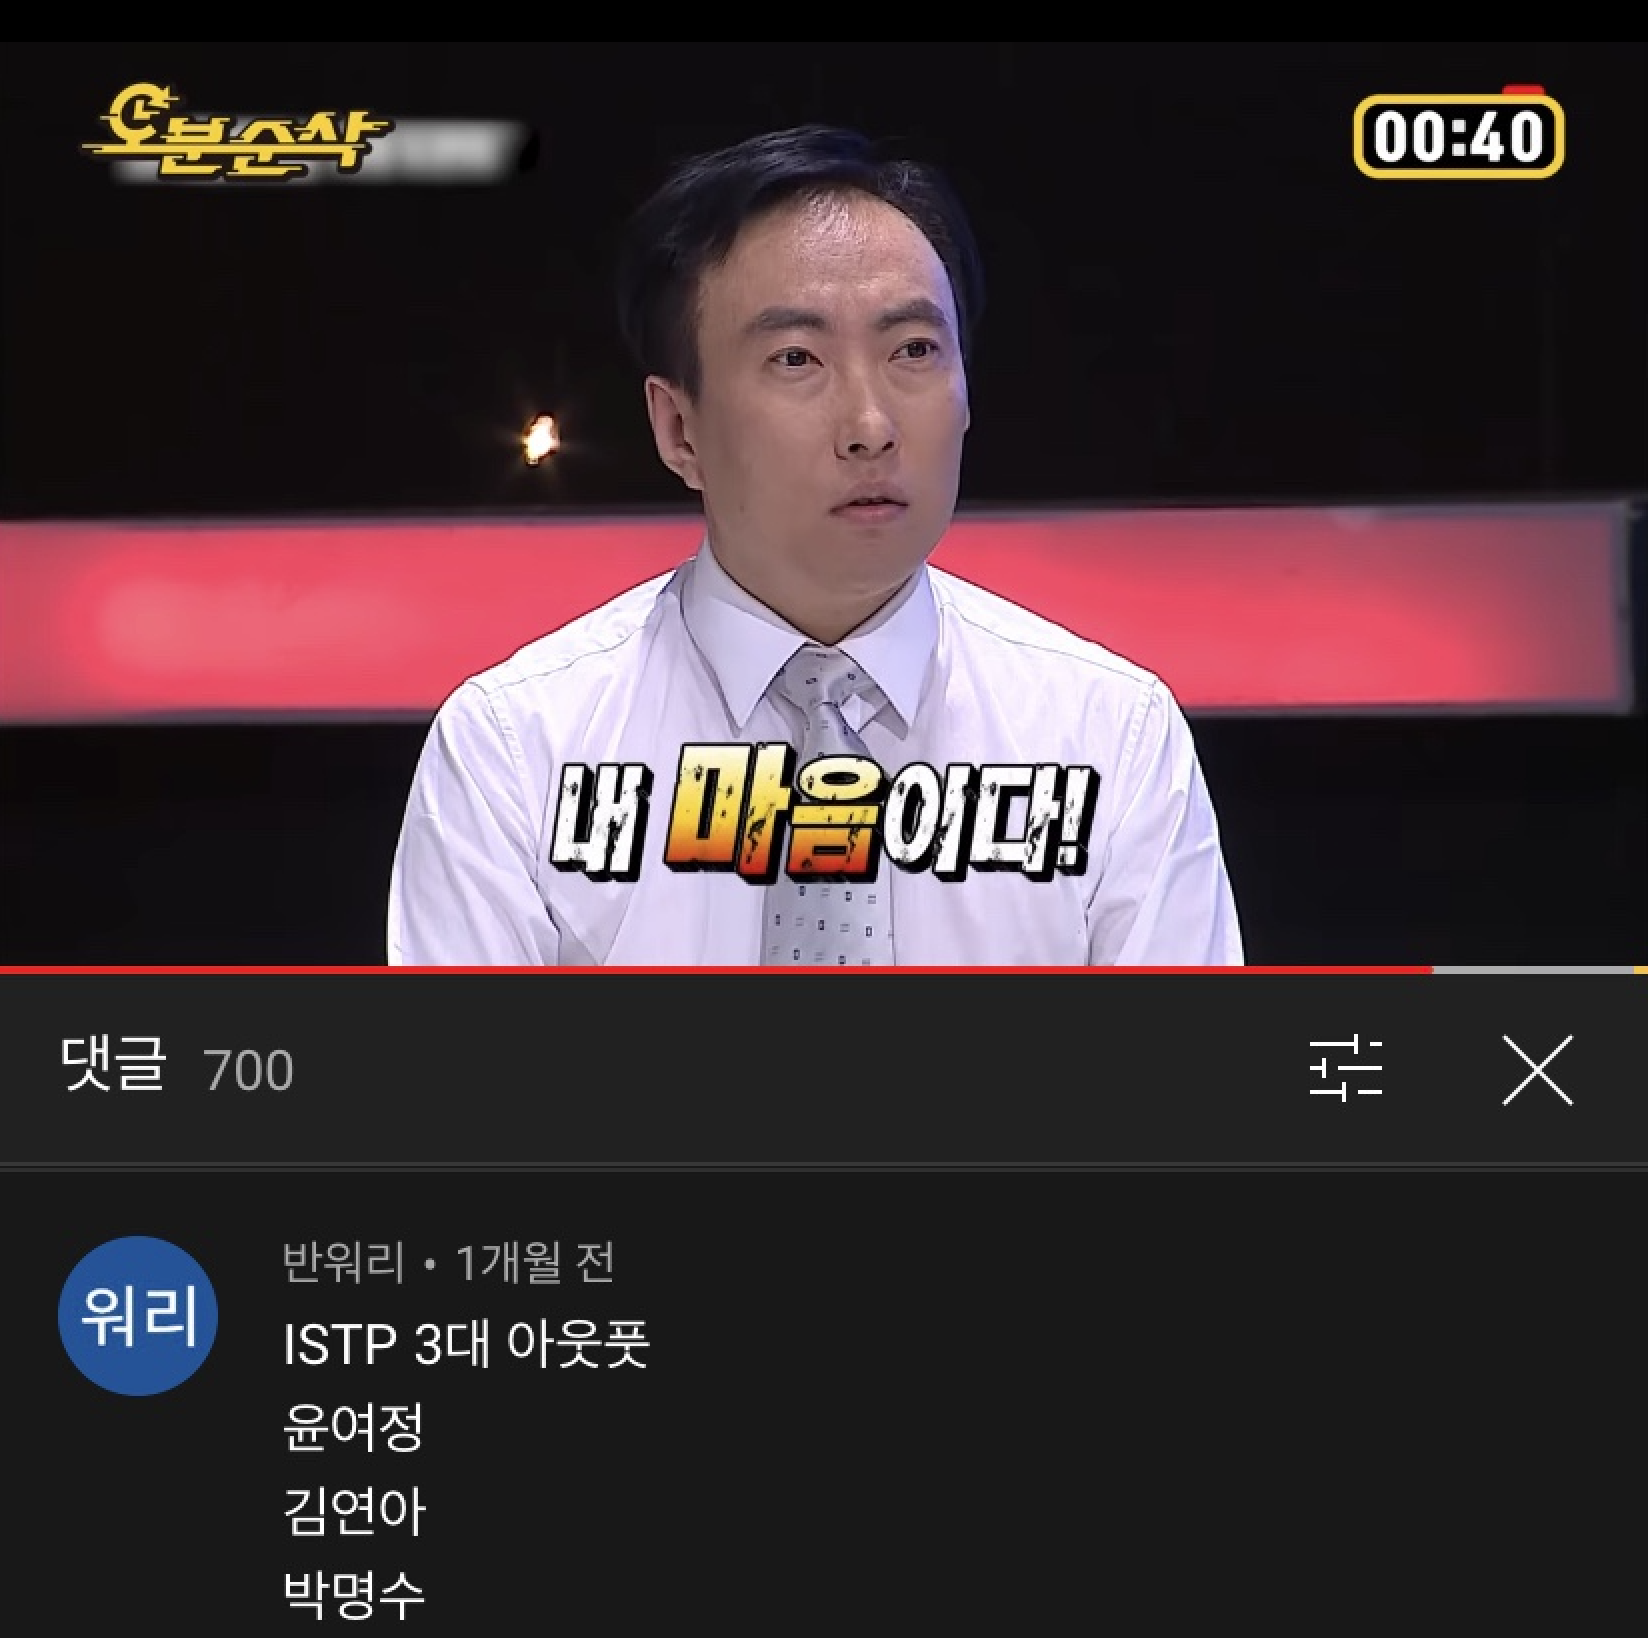 오분순삭
00:40
내 마음이다!
댓글 700
워리
반워리 • 1개월 전
ISTP 3대 아웃풋
윤여정
김연아
박명수